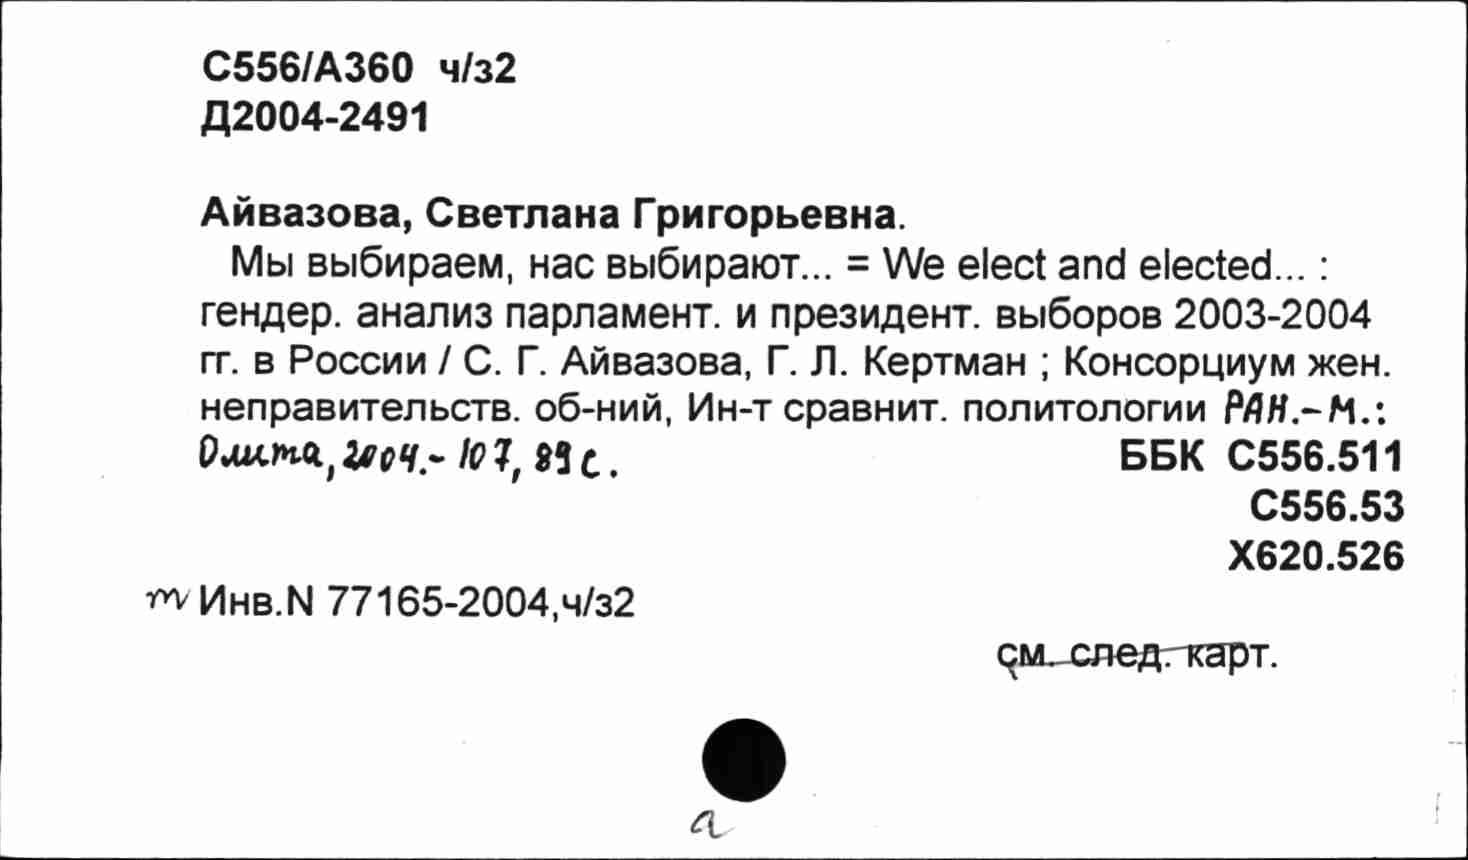 С556/А360 ч/з2
Д2004-2491
Айвазова, Светлана Григорьевна.
Мы выбираем, нас выбирают... = We elect and elected... :
гендер. анализ парламент. и президент. выборов 2003-2004
гг. в России / С. Г. Айвазова, Г. Л. Кертман ; Консорциум жен.
неправительств. об-ний, Ин-т сравнит. политологии РАН.-М.:
Олита, 2004.- 107, 89 с.
ББК С556.511
С556.53
Х620.526
Инв.N 77165-2004,ч/з2
см. след. карт.
а